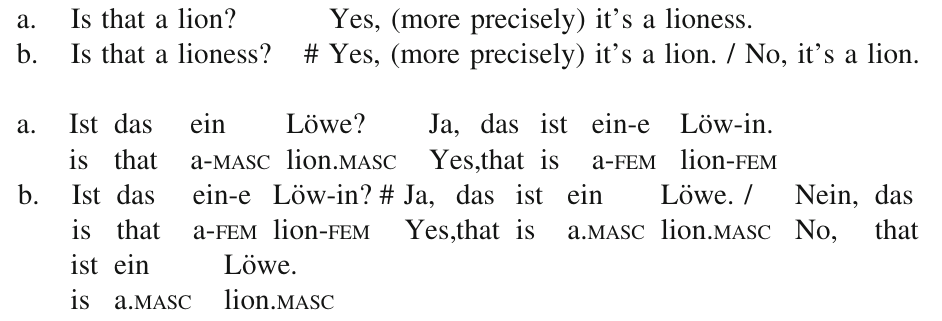 a. Is that a lion? Yes, (more precisely) it's a lioness.
b. Is that a lioness? # Yes, (more precisely) it's a lion. / No, it's a lion.
a. Ist das ein Löwe? Ja, das ist ein-e Löw-in.
is that a-MASC lion.MASC Yes,that is a-FEM lion-FEM
b. Ist das ein-e Löw-in? # Ja, das ist ein Löwe. / Nein, das
is that a-FEM lion-FEM Yes,that is a.MASC lion.MASC No, that
ist ein Löwe.
is a.MASC lion.MASC